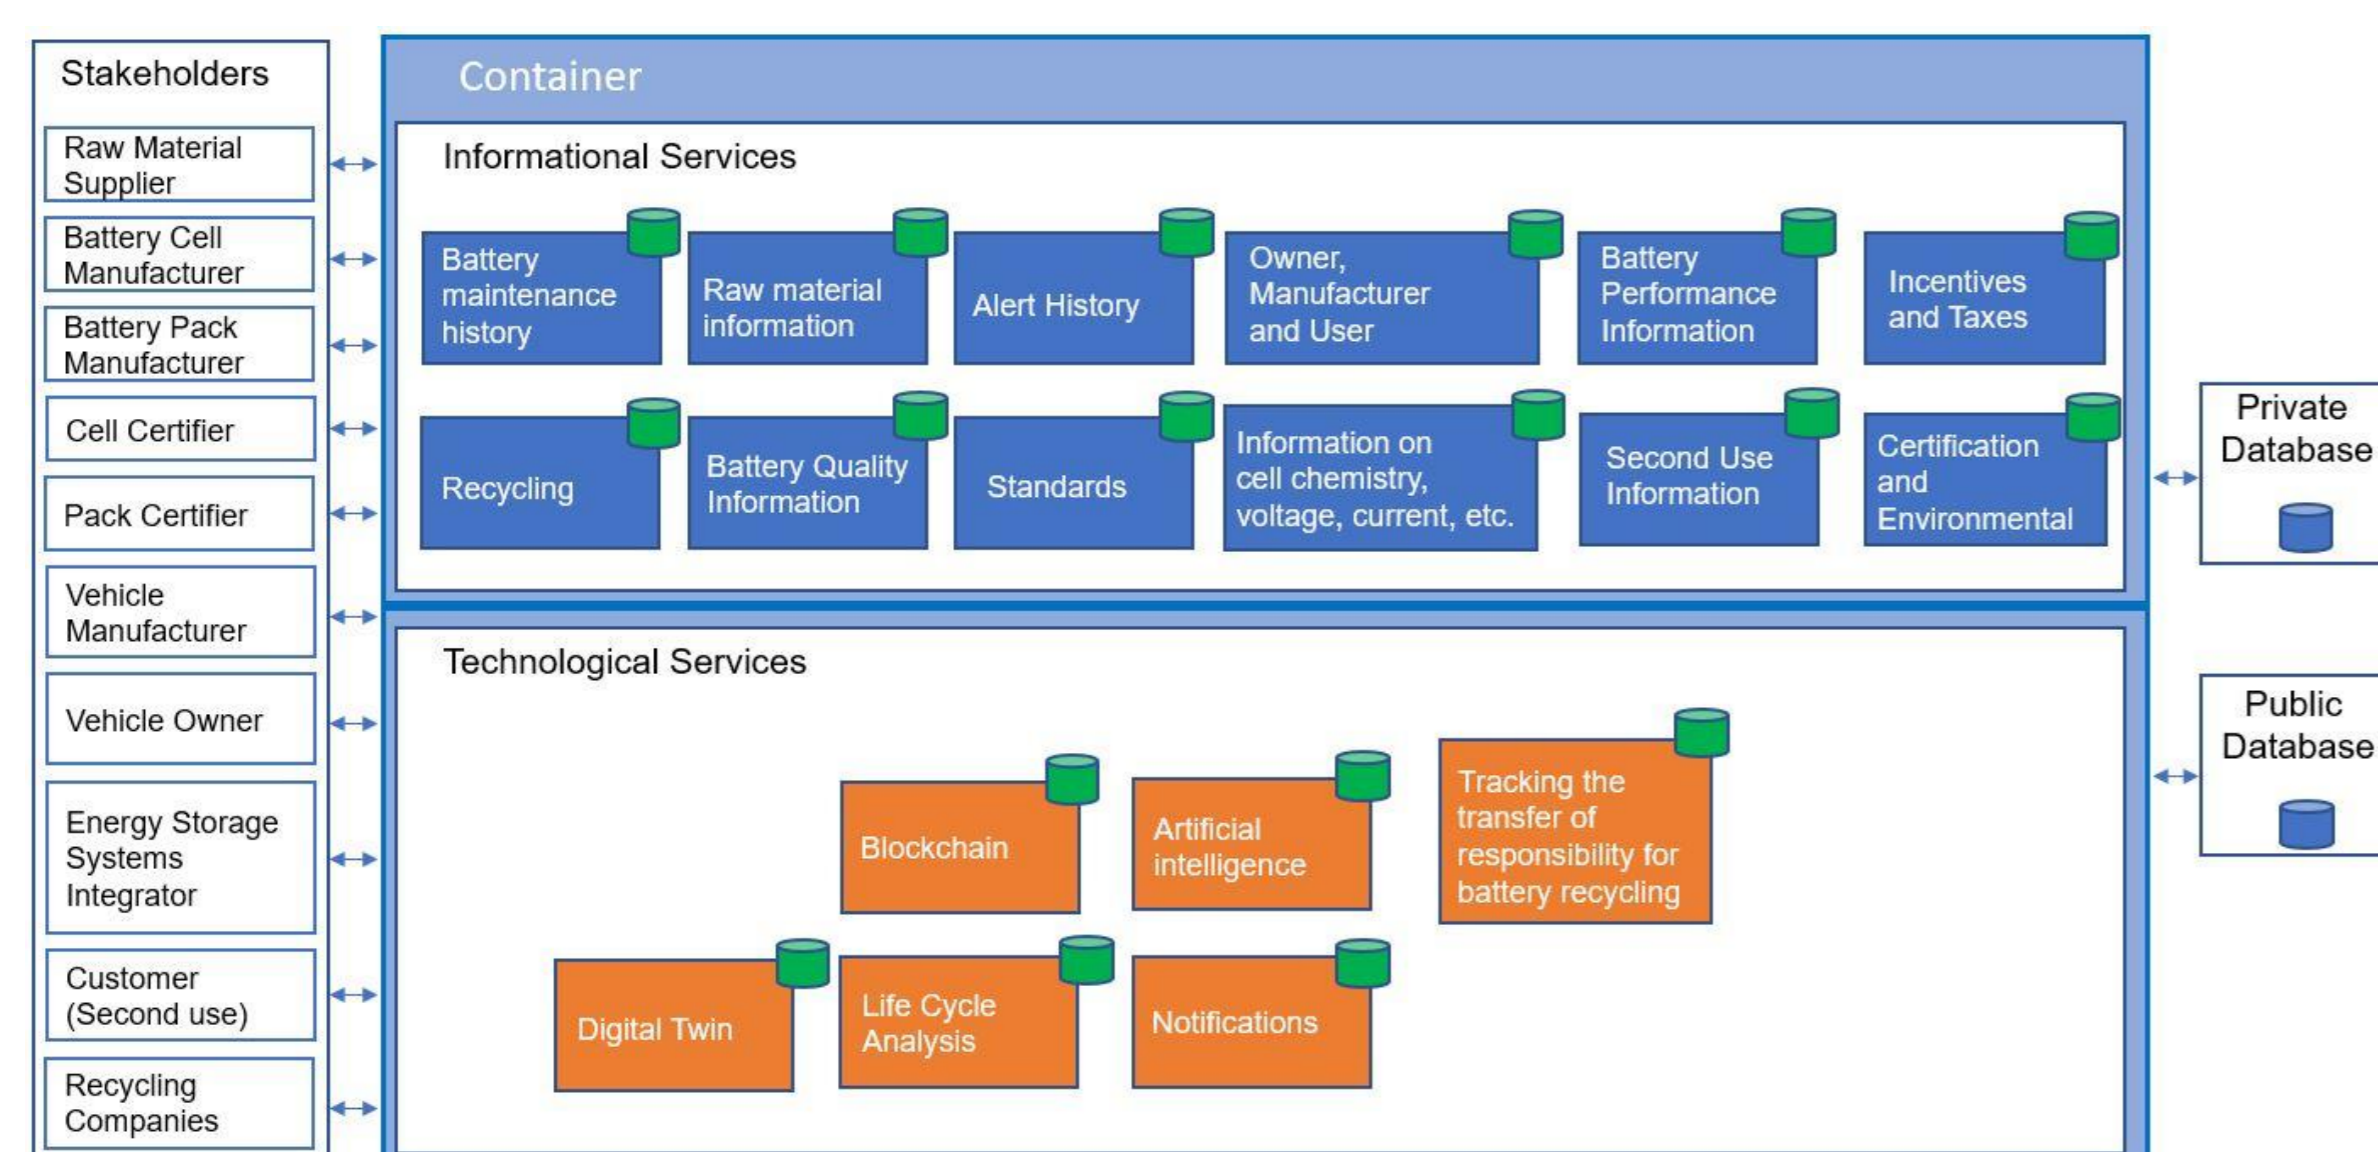 Stakeholders
Raw Material
Supplier
Battery Cell
Manufacturer
Battery Pack
Manufacturer
Cell Certifier
Pack Certifier
Vehicle
Manufacturer
Vehicle Owner
Energy Storage
Systems
Integrator
Customer
(Second use)
Recycling
Companies
Container
Informational Services
Battery
maintenance
history
Raw material
information
Alert History
Owner,
Manufacturer
and User
Battery
Performance
Information
Incentives
and Taxes
Recycling
Battery Quality
Information
Standards
Information on
cell chemistry,
voltage, current, etc.
Second Use
Information
Certification
and
Environmental
Technological Services
Blockchain
Artificial
intelligence
Tracking the
transfer of
responsibility for
battery recycling
Digital Twin
Life Cycle
Analysis
Notifications
Private
Database
Public
Database